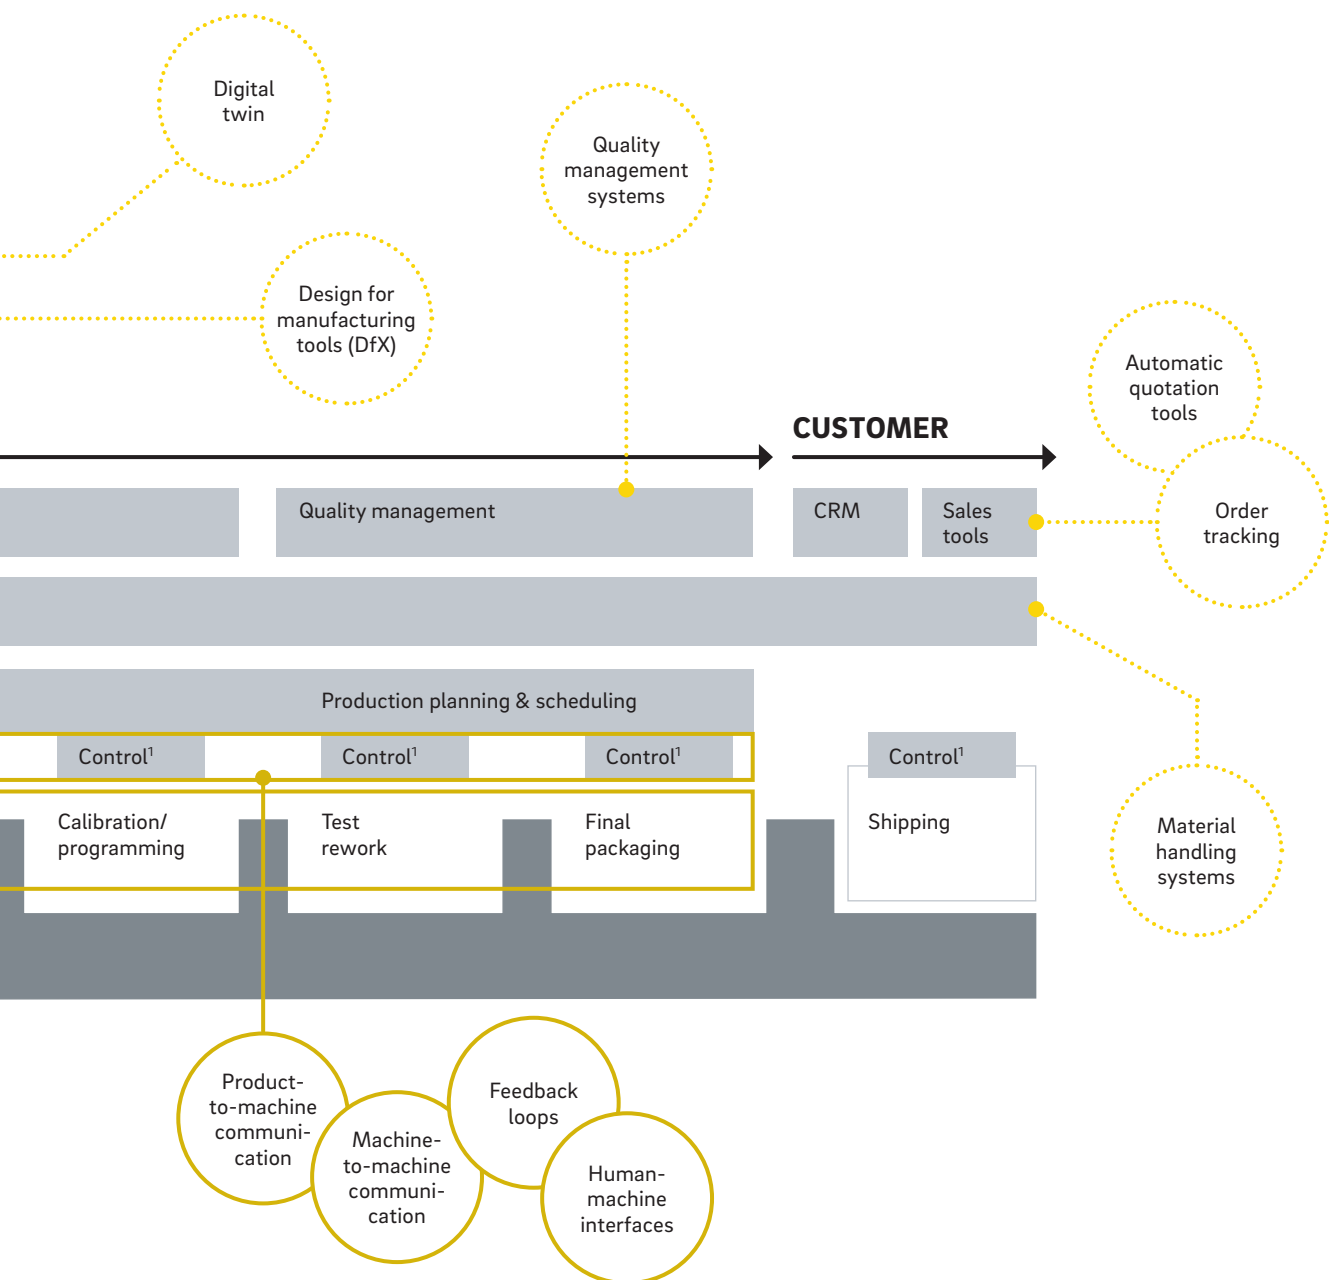 Digital
twin
Quality
management
systems
Design for
manufacturing
tools (DfX)
Automatic
quotation
tools
CUSTOMER
Quality management
CRM
Sales
tools
Order
tracking
Production planning & scheduling
Control¹
Control¹
Control¹
Control¹
Calibration/
programming
Test
rework
Final
packaging
Shipping
Material
handling
systems
Product-
to-machine
communi-
cation
Machine-
to-machine
communi-
cation
Feedback
loops
Human-
machine
interfaces